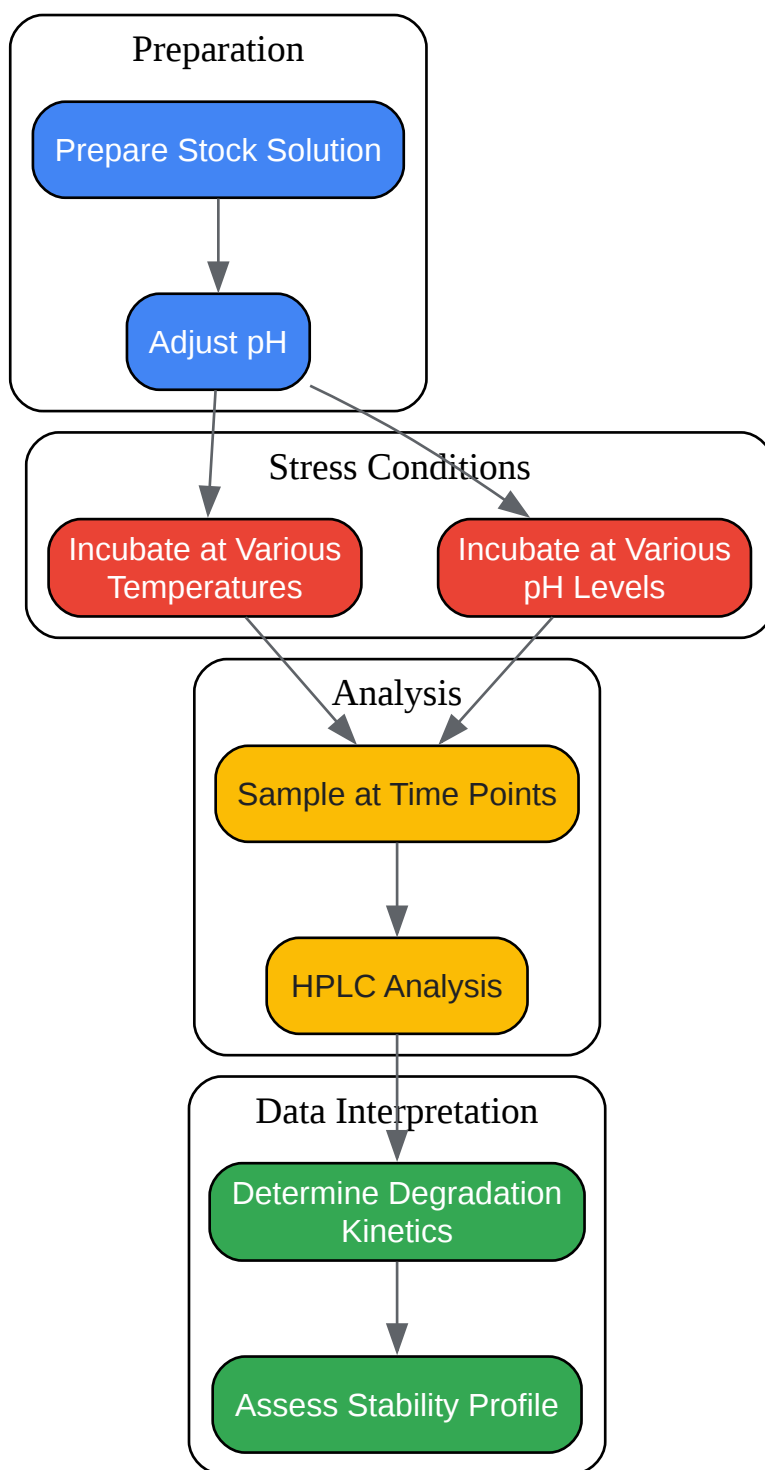 Preparation
Prepare Stock Solution
Adjust pH
Stress Conditions
Incubate at Various
Temperatures
Incubate at Various
pH Levels
Analysis
Sample at Time Points
HPLC Analysis
Data Interpretation
Determine Degradation
Kinetics
Assess Stability Profile